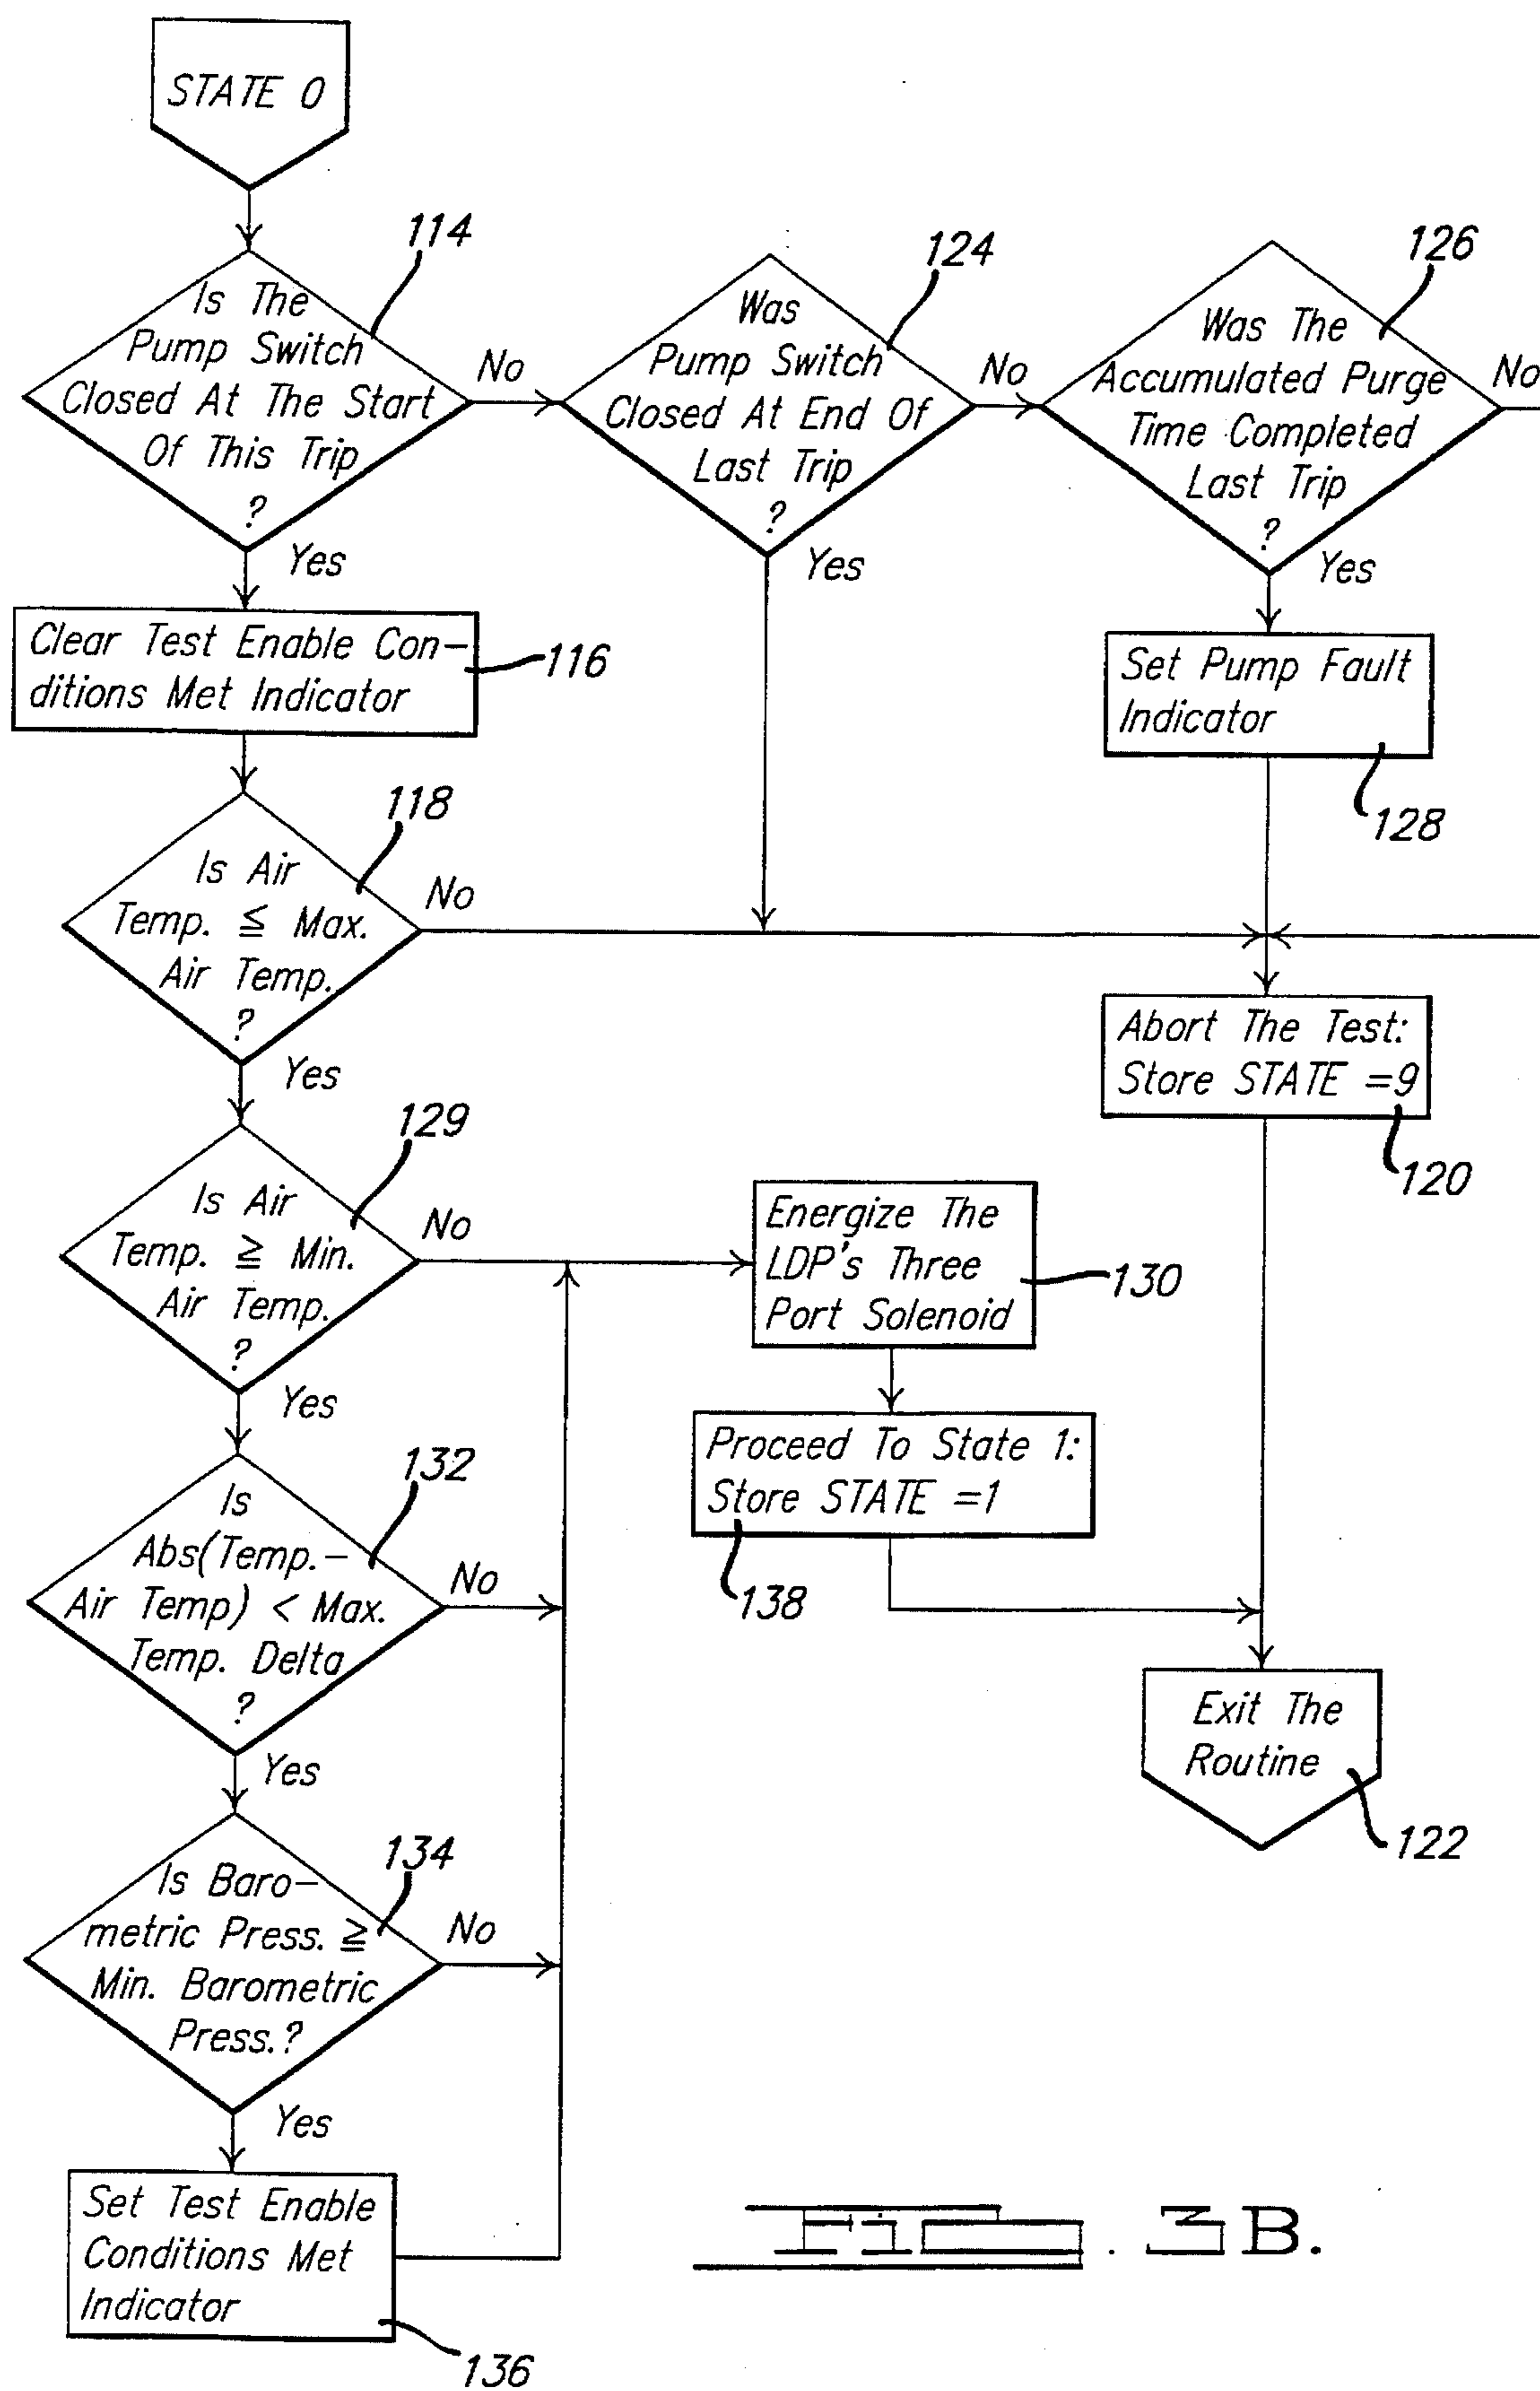 STATE 0
114
Is The
Pump Switch
Closed At The Start
Of This Trip
?
No
Yes
124
Was
Pump Switch
Closed At End Of
Last Trip
?
No
Yes
126
Was The
Accumulated Purge
Time Completed
Last Trip
?
No
Yes
Clear Test Enable Con-
ditions Met Indicator
116
Set Pump Fault
Indicator
128
118
Is Air
Temp. ≦ Max.
Air Temp.
?
No
Yes
Abort The Test:
Store STATE =9
120
129
Is Air
Temp. ≧ Min.
Air Temp.
?
No
Yes
Energize The
LDP's Three
Port Solenoid
130
Proceed To State 1:
Store STATE =1
138
132
Is
Abs(Temp.-
Air Temp) < Max.
Temp. Delta
?
No
Yes
Exit The
Routine
122
134
Is Baro-
metric Press. ≧
Min. Barometric
Press.?
No
Yes
Set Test Enable
Conditions Met
Indicator
136
FIG. 3B.